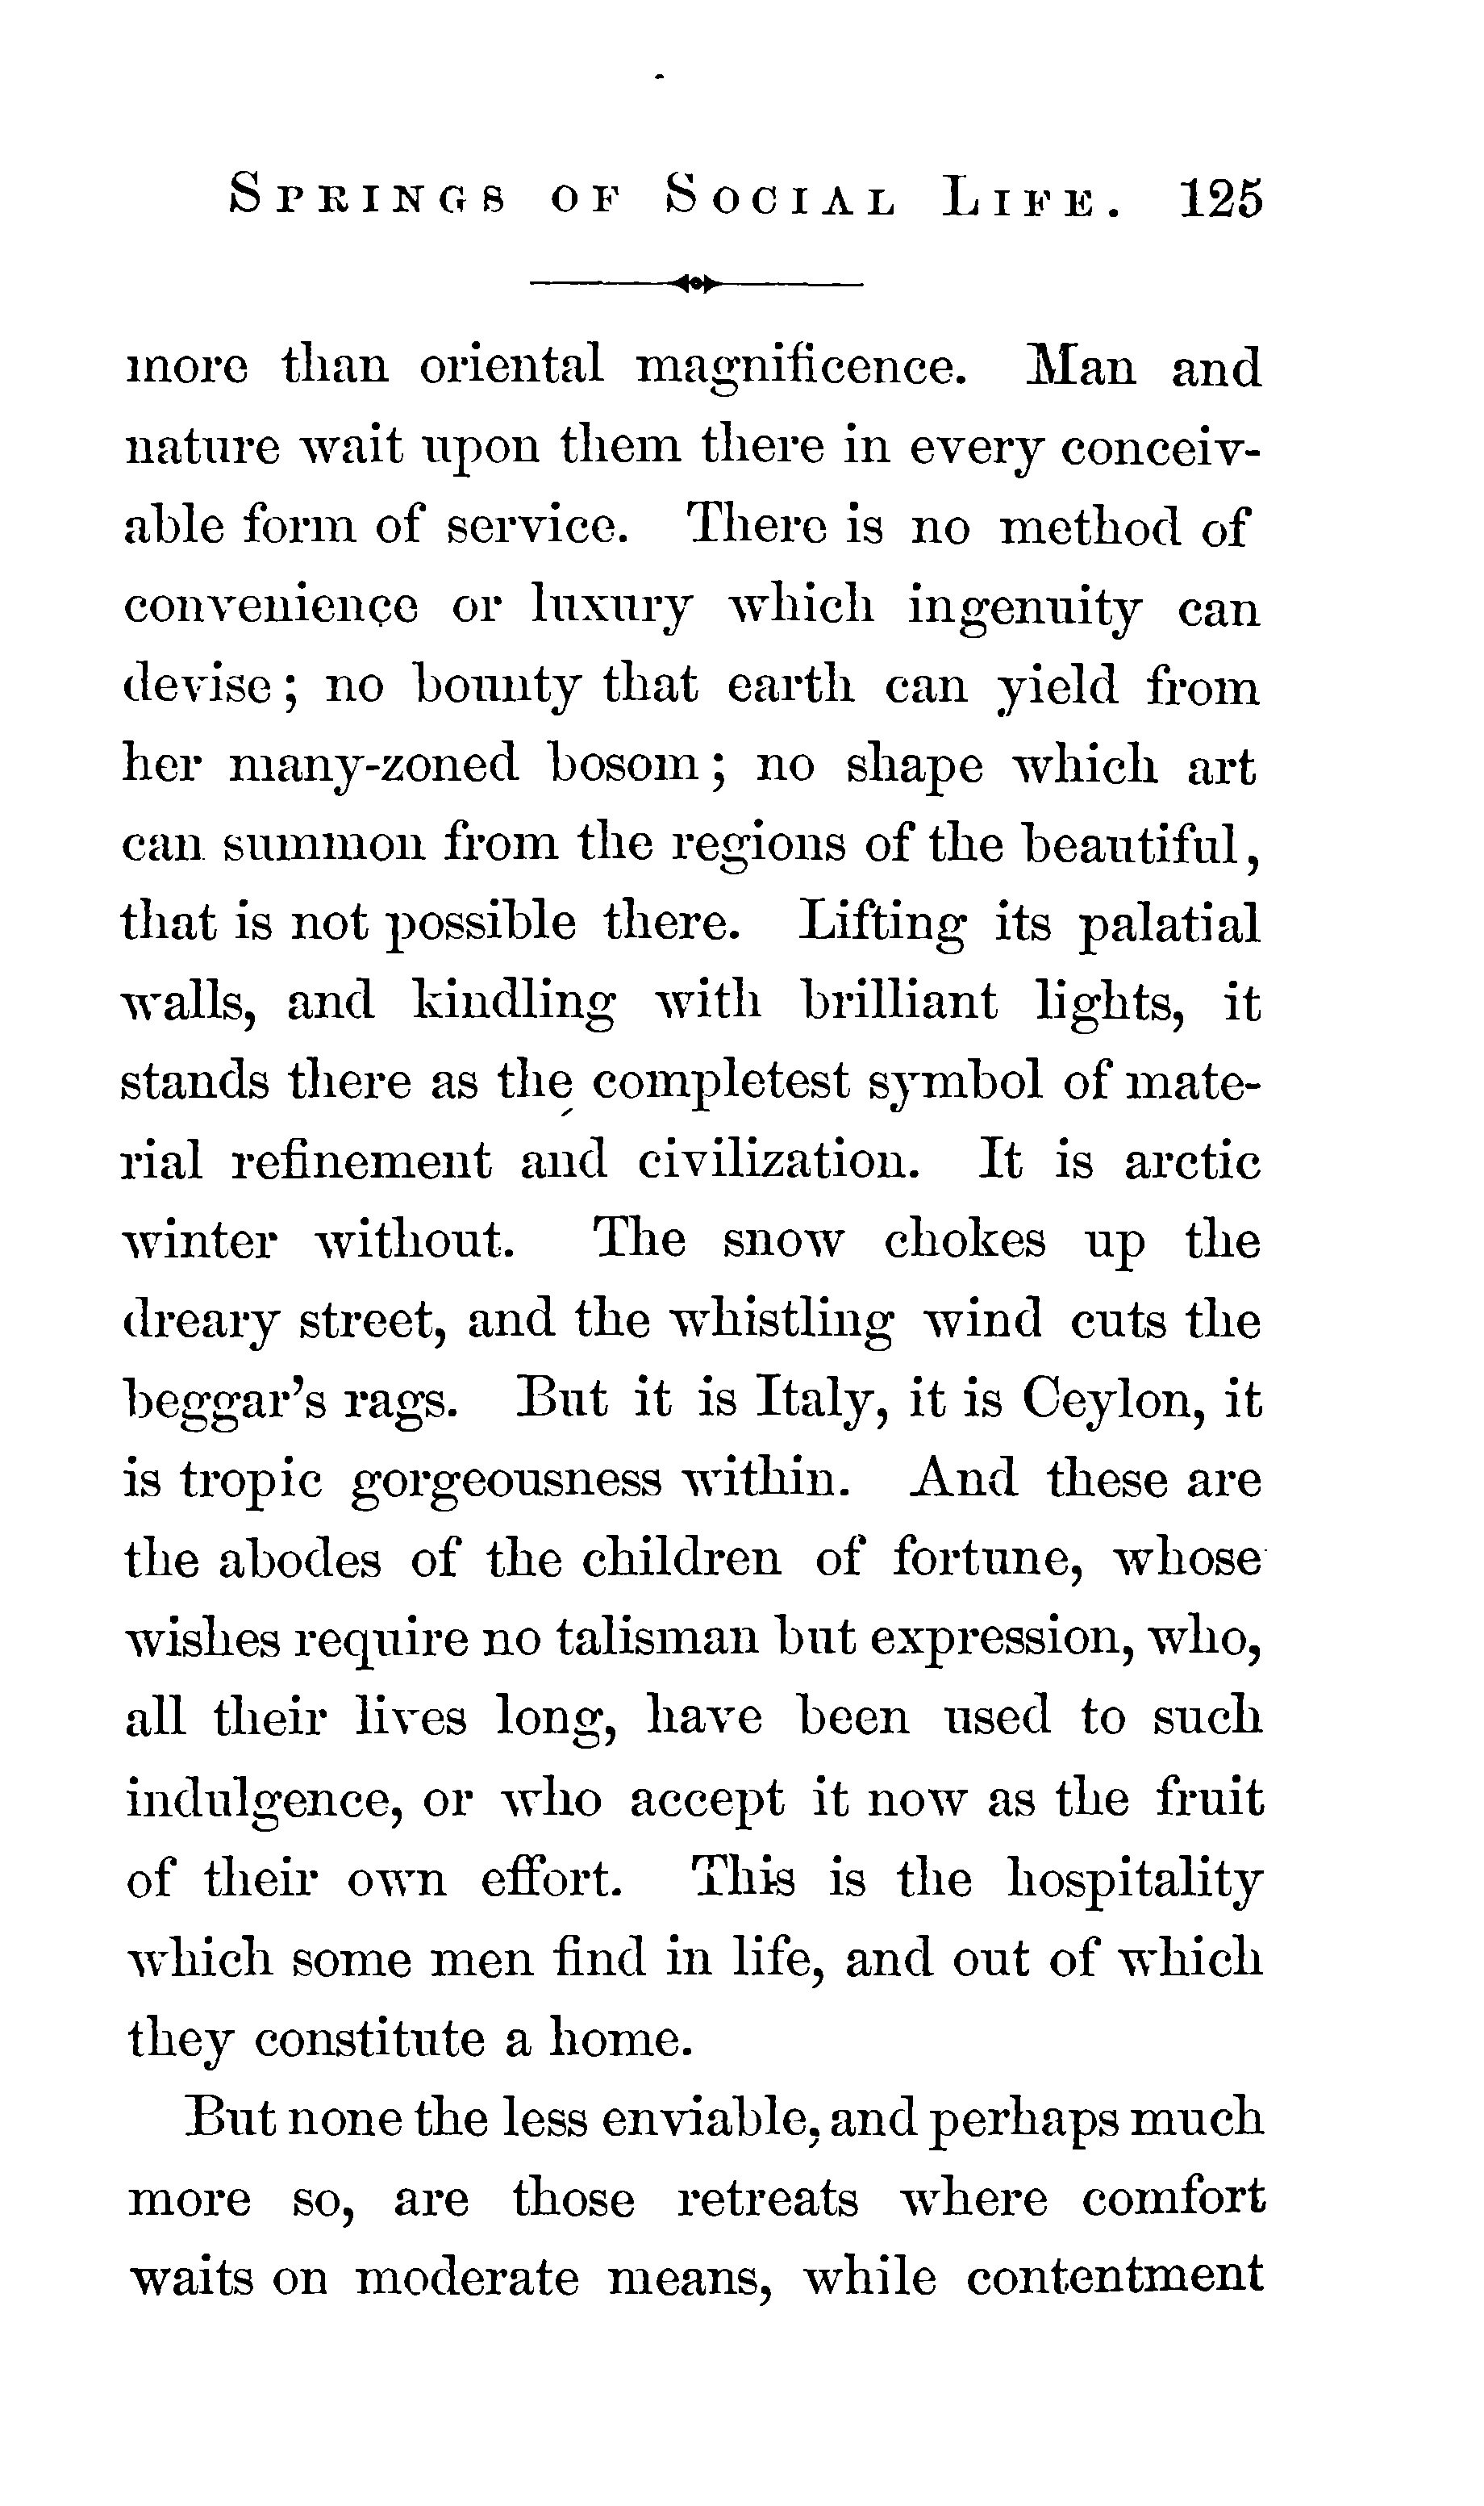 SPRINGS OF SOCIAL LIFE. 125
more than oriental magnificence. Man and
nature wait upon them there in every conceiv-
able form of service. There is no method of
convenience or luxury which ingenuity can
devise; no bounty that earth can yield from
her many-zoned bosom; no shape which art
can summon from the regions of the beautiful,
that is not possible there. Lifting its palatial
walls, and kindling with brilliant lights, it
stands there as the completest symbol of mate-
rial refinement and civilization. It is arctic
winter without. The snow chokes up the
dreary street, and the whistling wind cuts the
beggar's rags. But it is Italy, it is Ceylon, it
is tropic gorgeousness within. And these are
the abodes of the children of fortune, whose
wishes require no talisman but expression, who,
all their lives long, have been used to such
indulgence, or who accept it now as the fruit
of their own effort. This is the hospitality
which some men find in life, and out of which
they constitute a home.
But none the less enviable, and perhaps much
more so, are those retreats where comfort
waits on moderate means, while contentment